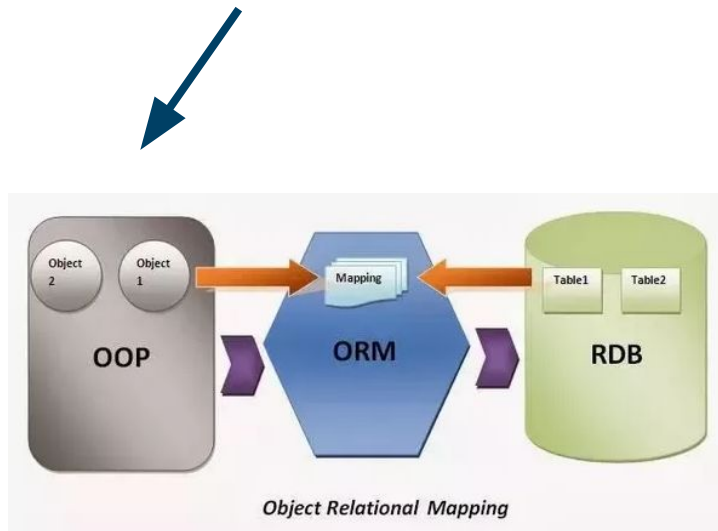 Object
2
Object
1
Mapping
Table1
Table2
OOP
ORM
RDB
Object Relational Mapping